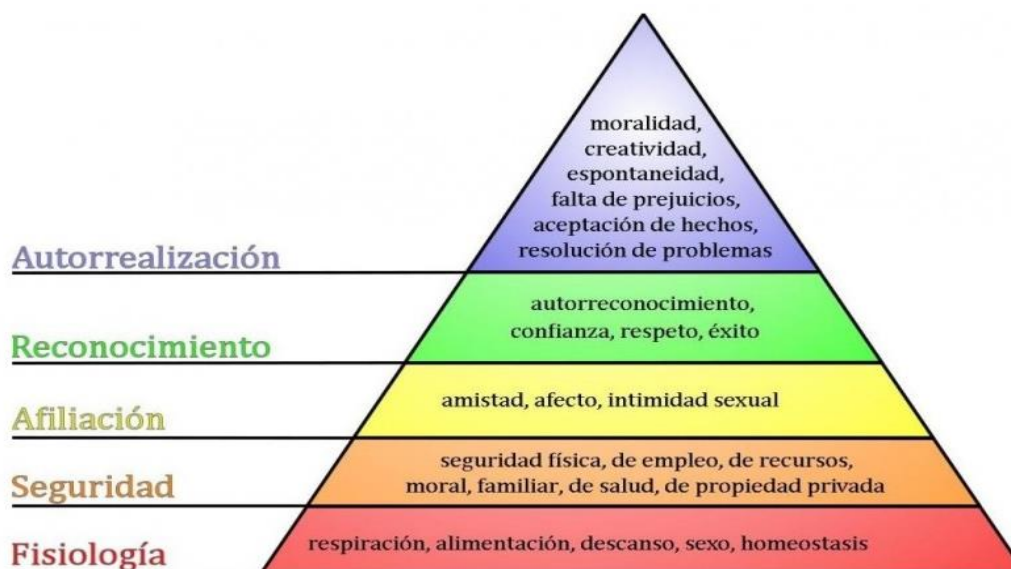 moralidad,
creatividad,
espontaneidad,
falta de prejuicios,
aceptación de hechos,
resolución de problemas
Autorrealización
autorreconocimiento,
confianza, respeto, éxito
Reconocimiento
amistad, afecto, intimidad sexual
Afiliación
seguridad física, de empleo, de recursos,
moral, familiar, de salud, de propiedad privada
Seguridad
respiración, alimentación, descanso, sexo, homeostasis
Fisiología